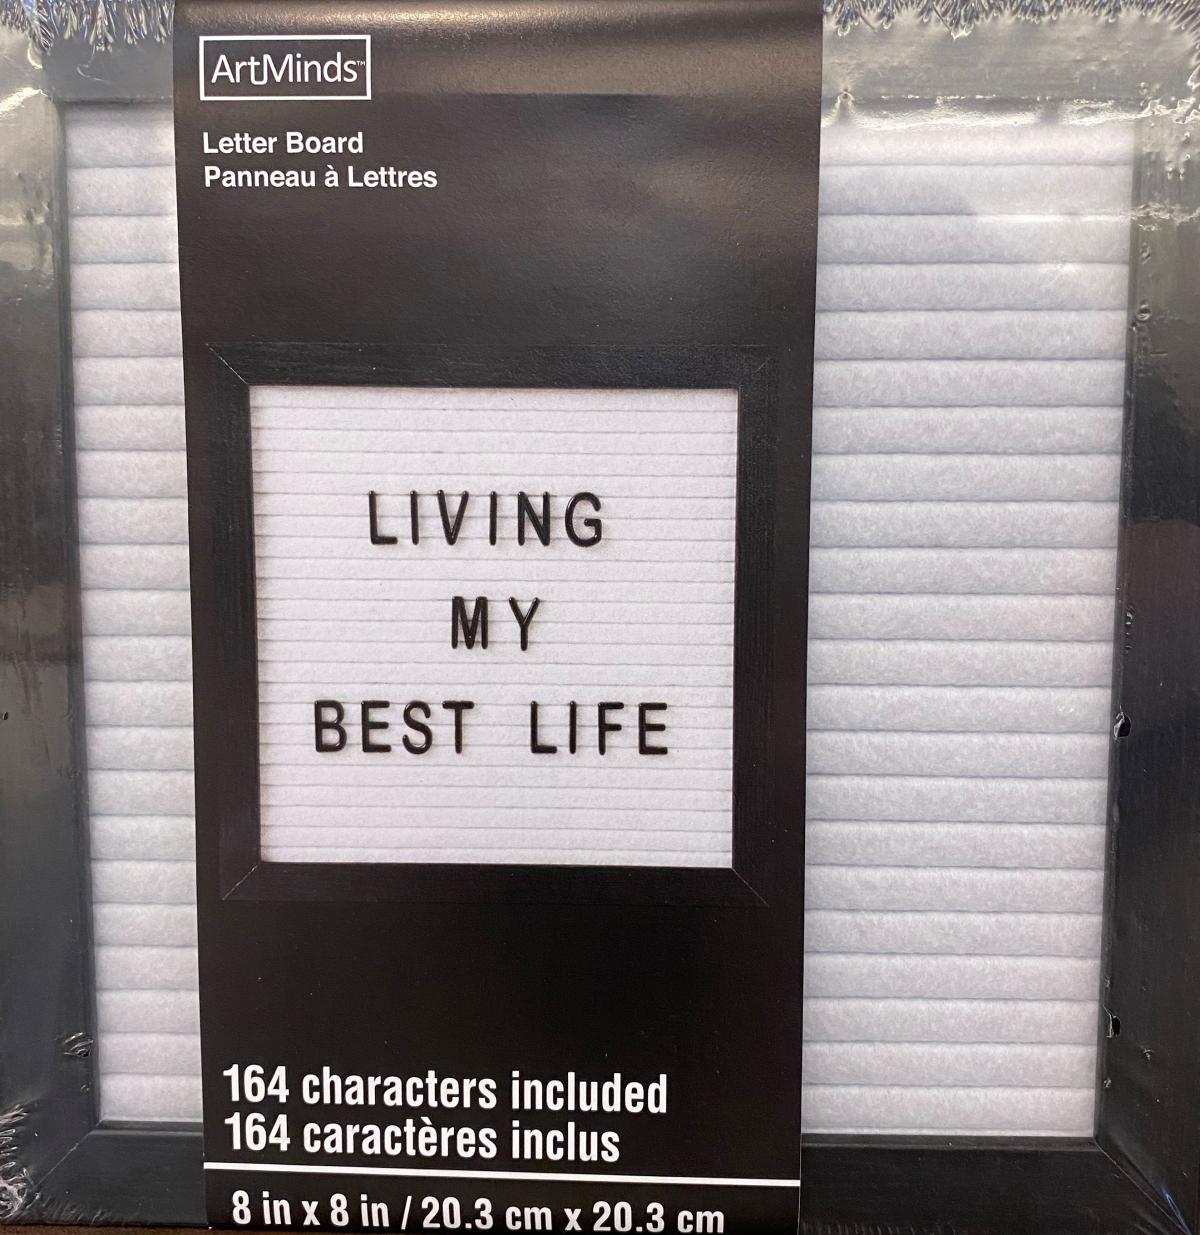 ArtMinds™
Letter Board
Panneau à Lettres
LIVING
MY
BEST LIFE
164 characters included
164 caractères inclus
8 in x 8 in / 20.3 cm x 20.3 cm